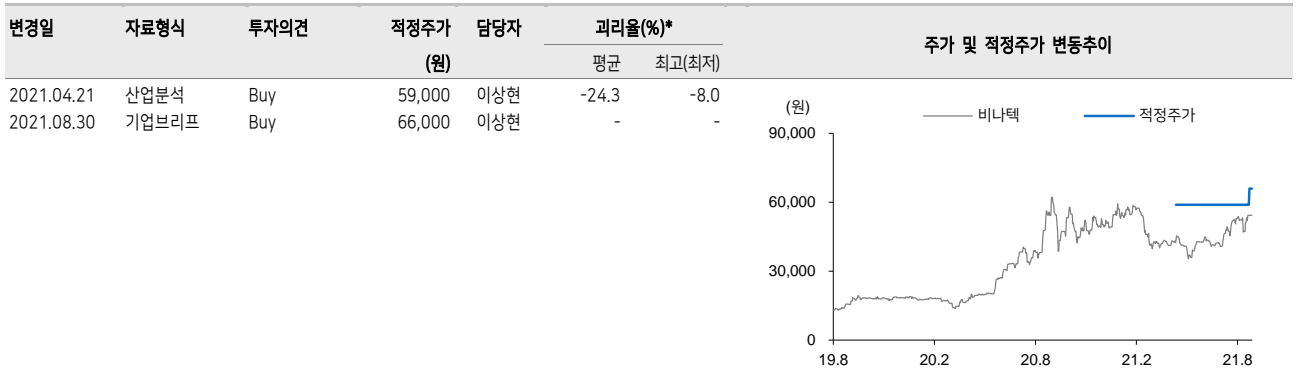 변경일 자료형식 투자의견 적정주가 담당자 괴리율(%)* 주가 및 적정주가 변동추이
(원) 평균 최고(최저)
2021.04.21 산업분석 Buy 59,000 이상현 -24.3 -8.0
2021.08.30 기업브리프 Buy 66,000 이상현 - -
(원)
비나텍 적정주가
90,000
60,000
30,000
0
19.8 20.2 20.8 21.2 21.8